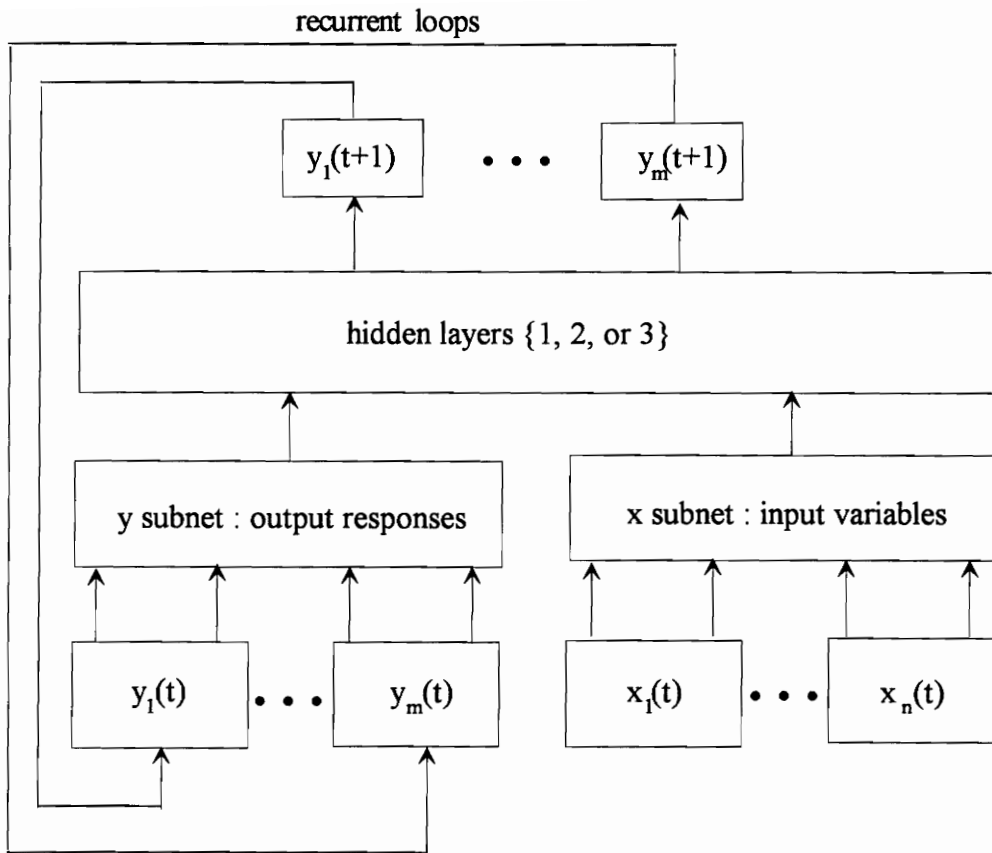 recurrent loops
y₁(t+1) • • • yₘ(t+1)
hidden layers {1, 2, or 3}
y subnet : output responses x subnet : input variables
y₁(t) • • • yₘ(t) x₁(t) • • • xₙ(t)